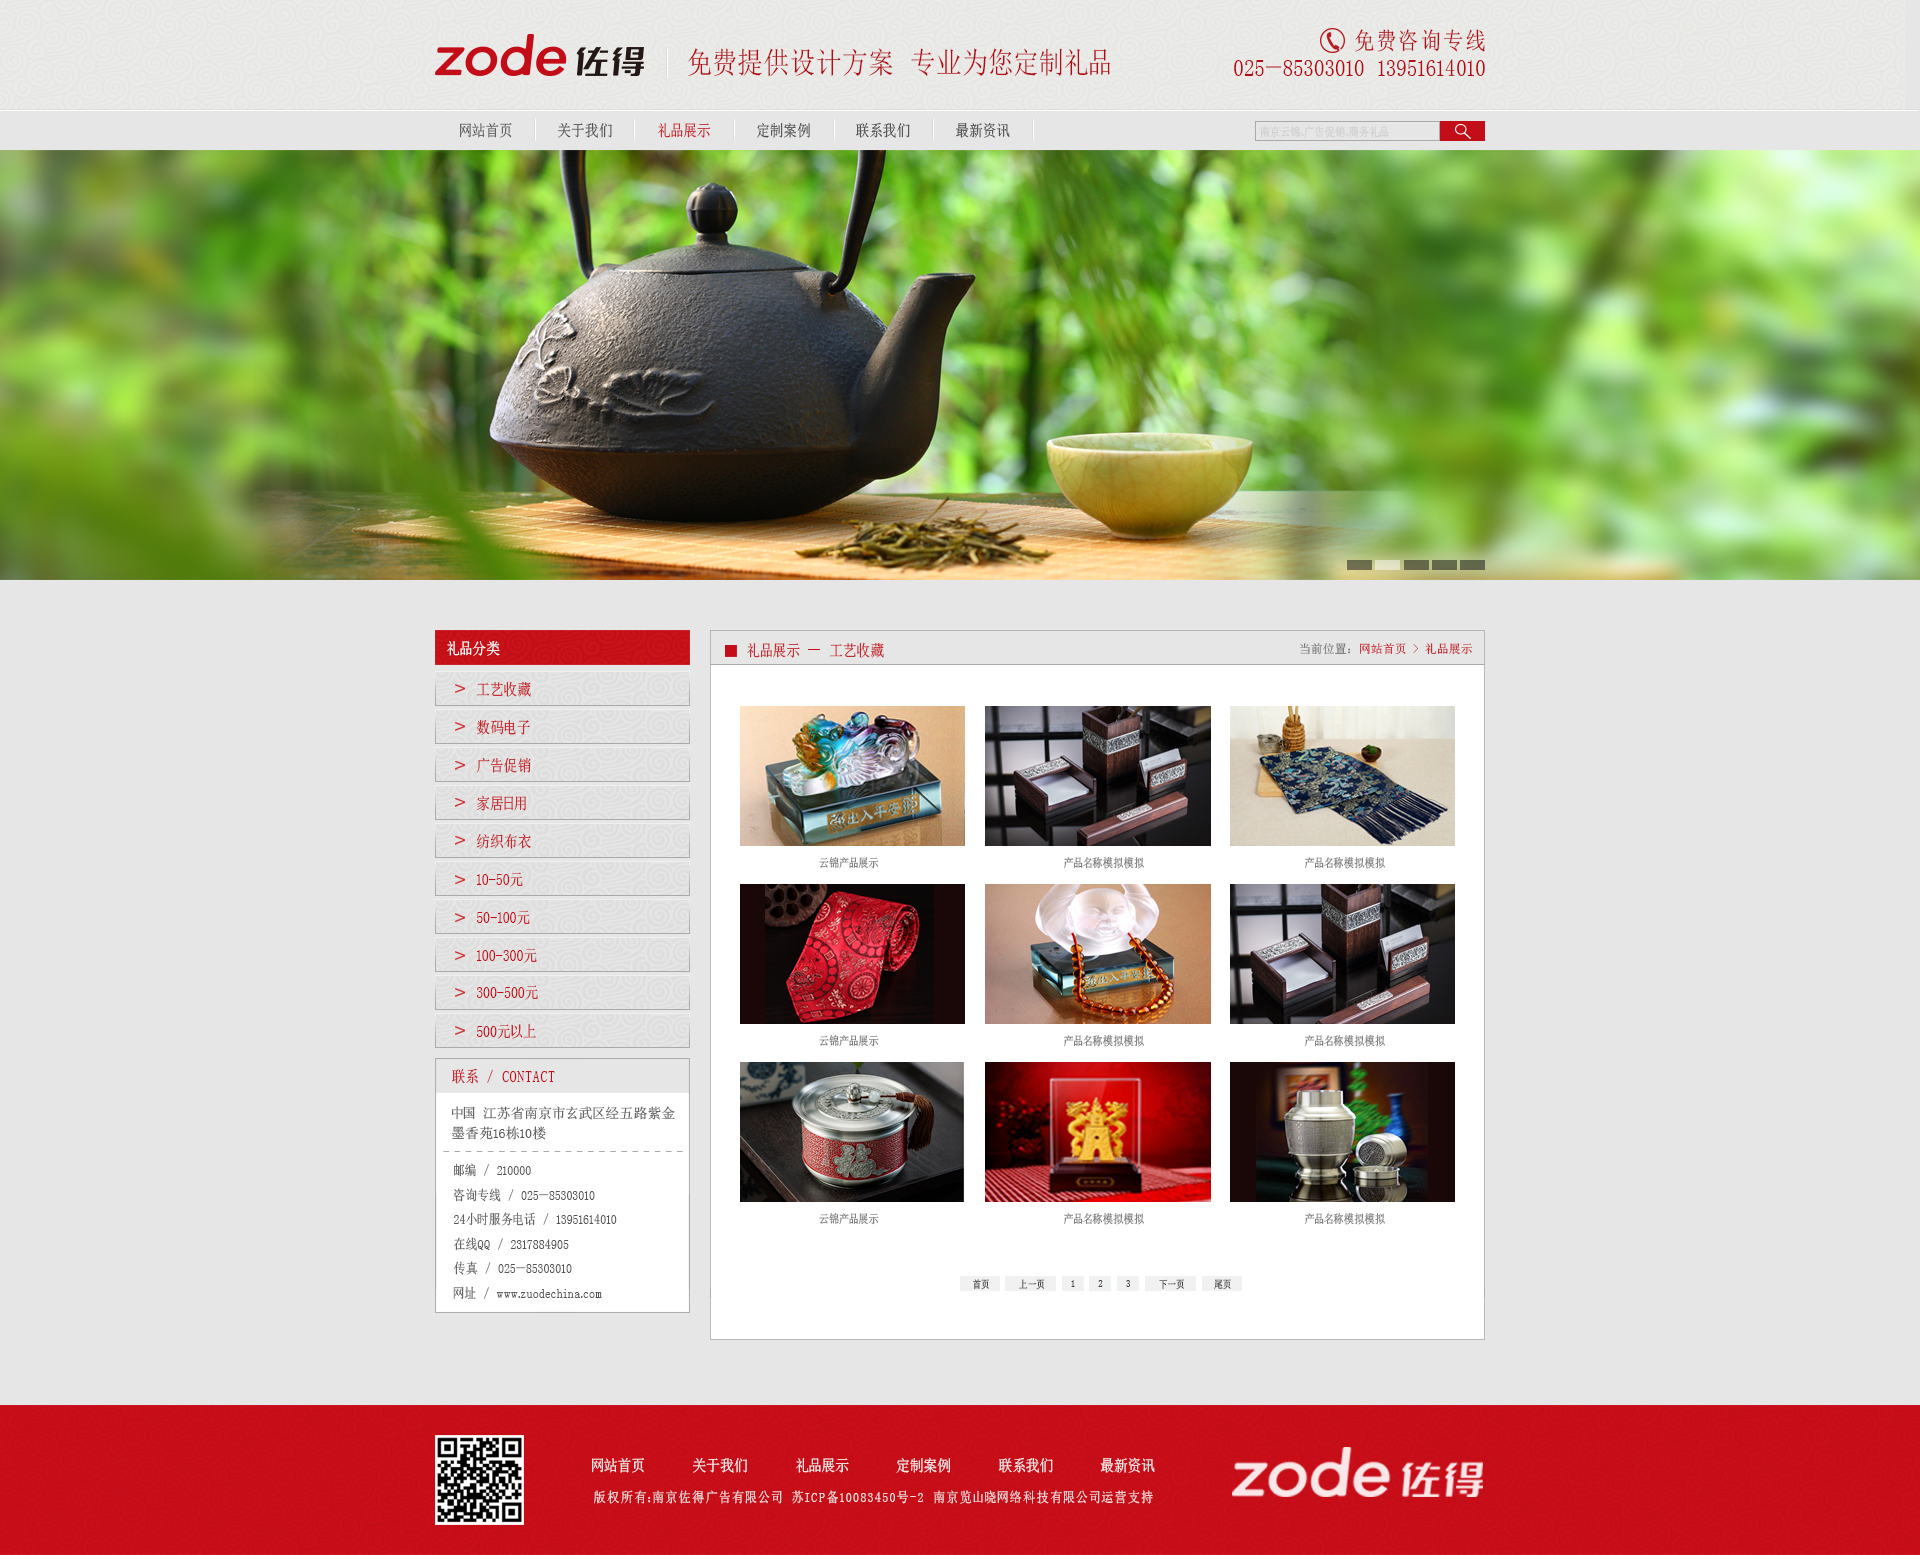 zode 佐得
免费提供设计方案 专业为您定制礼品
免费咨询专线
025—85303010 13951614010
网站首页 关于我们 礼品展示 定制案例 联系我们 最新资讯
南京云锦,广告促销,商务礼品
礼品分类
工艺收藏
数码电子
广告促销
家居日用
纺织布衣
10-50元
50-100元
100-300元
300-500元
500元以上
联系 / CONTACT
中国 江苏省南京市玄武区经五路紫金
墨香苑16栋10楼
邮编 / 210000
咨询专线 / 025—85303010
24小时服务电话 / 13951614010
在线QQ / 2317884905
传真 / 025—85303010
网址 / www.zuodechina.com
礼品展示 — 工艺收藏
当前位置: 网站首页 > 礼品展示
出入平安
云锦产品展示 产品名称模拟模拟 产品名称模拟模拟
出入平安
云锦产品展示 产品名称模拟模拟 产品名称模拟模拟
云锦产品展示 产品名称模拟模拟 产品名称模拟模拟
首页 上一页 1 2 3 下一页 尾页
网站首页 关于我们 礼品展示 定制案例 联系我们 最新资讯
版权所有:南京佐得广告有限公司 苏ICP备10083450号-2 南京览山晓网络科技有限公司运营支持
zode 佐得